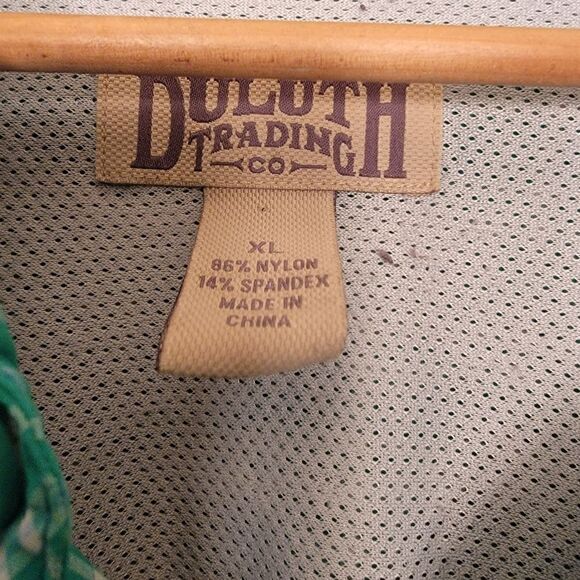 DULUTH
TRADING
CO
XL
86% NYLON
14% SPANDEX
MADE IN
CHINA